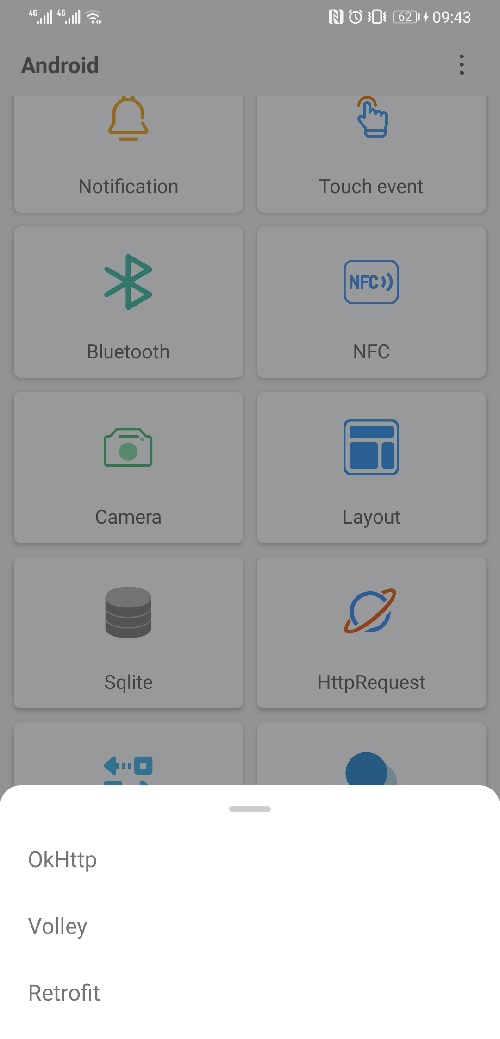 4G 4G 62 09:43
Android
Notification Touch event
Bluetooth NFC
NFC
Camera Layout
Sqlite HttpRequest
OkHttp
Volley
Retrofit